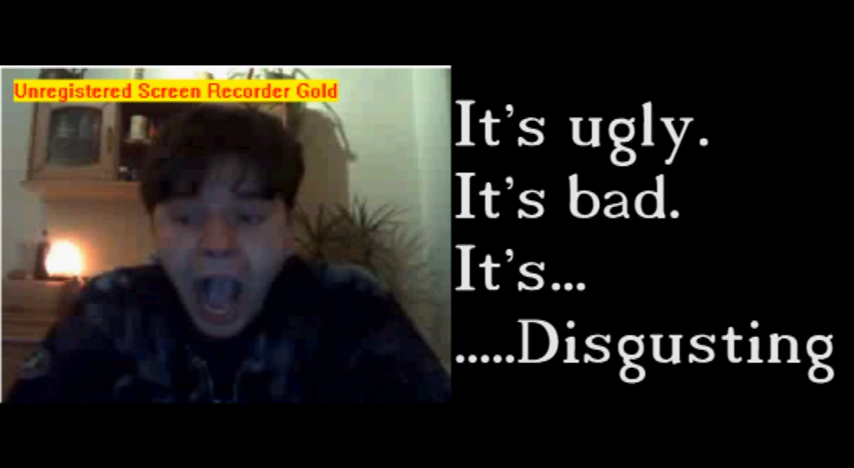 Unregistered Screen Recorder Gold
It's ugly.
It's bad.
It's...
.....Disgusting